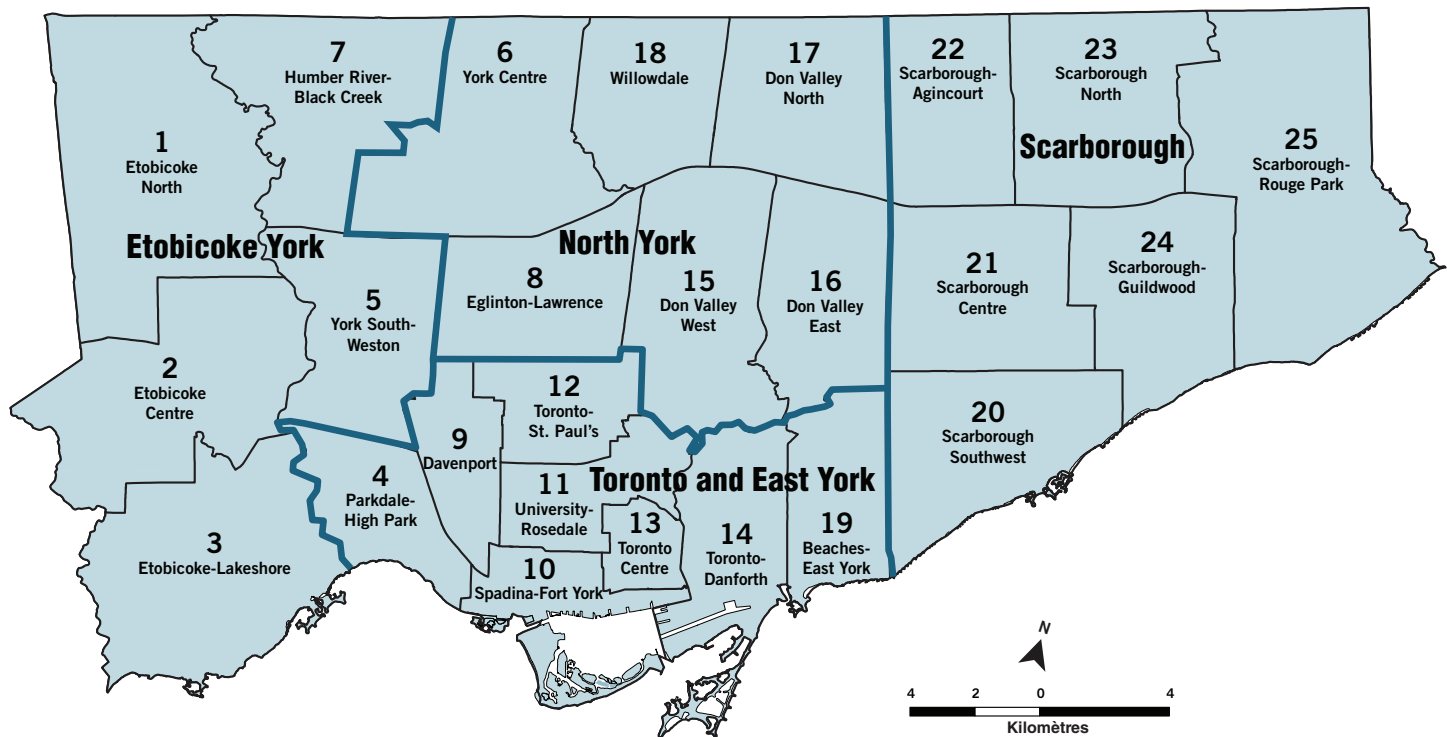 7
Humber River-
Black Creek
6
York Centre
18
Willowdale
17
Don Valley
North
22
Scarborough-
Agincourt
23
Scarborough
North
Scarborough
25
Scarborough-
Rouge Park
1
Etobicoke
North
Etobicoke York
North York
8
Eglinton-Lawrence
15
Don Valley
West
16
Don Valley
East
21
Scarborough
Centre
24
Scarborough-
Guildwood
5
York South-
Weston
2
Etobicoke
Centre
12
Toronto-
St. Paul's
9
Davenport
20
Scarborough
Southwest
Toronto and East York
4
Parkdale-
High Park
11
University-
Rosedale
13
Toronto
Centre
14
Toronto-
Danforth
19
Beaches-
East York
3
Etobicoke-Lakeshore
10
Spadina-Fort York
N
4 2 0 4
Kilomètres